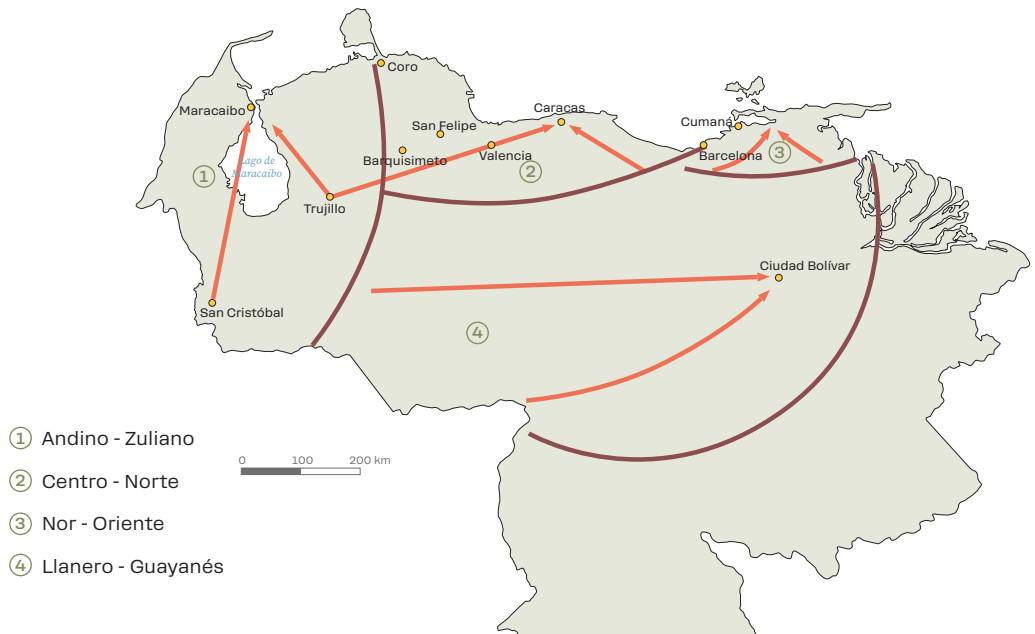 Coro
Maracaibo
Caracas
San Felipe
Cumaná
Barquisimeto
Valencia
Barcelona
3
2
1
Lago de
Maracaibo
Trujillo
Ciudad Bolívar
San Cristóbal
4
0 100 200 km
1 Andino - Zuliano
2 Centro - Norte
3 Nor - Oriente
4 Llanero - Guayanés